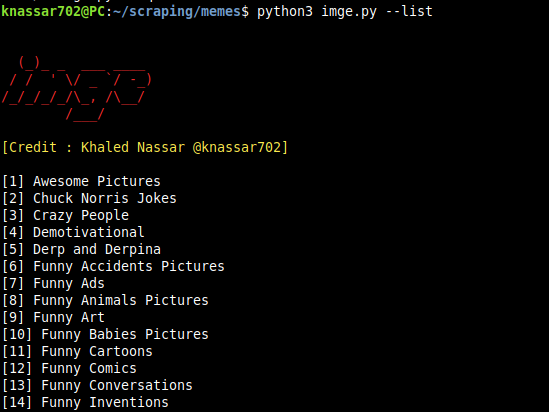 knassar702@PC:~/scraping/memes$ python3 imge.py --list
imge
[Credit : Khaled Nassar @knassar702]
[1] Awesome Pictures
[2] Chuck Norris Jokes
[3] Crazy People
[4] Demotivational
[5] Derp and Derpina
[6] Funny Accidents Pictures
[7] Funny Ads
[8] Funny Animals Pictures
[9] Funny Art
[10] Funny Babies Pictures
[11] Funny Cartoons
[12] Funny Comics
[13] Funny Conversations
[14] Funny Inventions